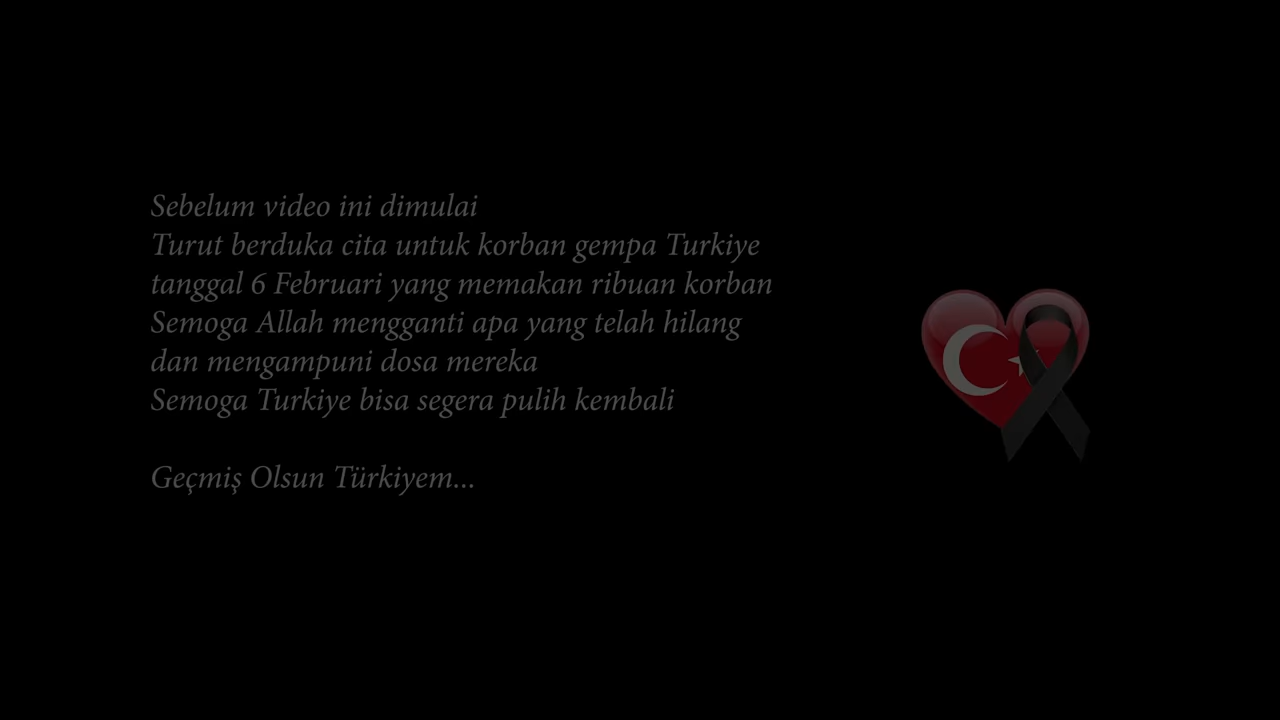 Sebelum video ini dimulai
Turut berduka cita untuk korban gempa Turkiye
tanggal 6 Februari yang memakan ribuan korban
Semoga Allah mengganti apa yang telah hilang
dan mengampuni dosa mereka
Semoga Turkiye bisa segera pulih kembali
Geçmiş Olsun Türkiyem...